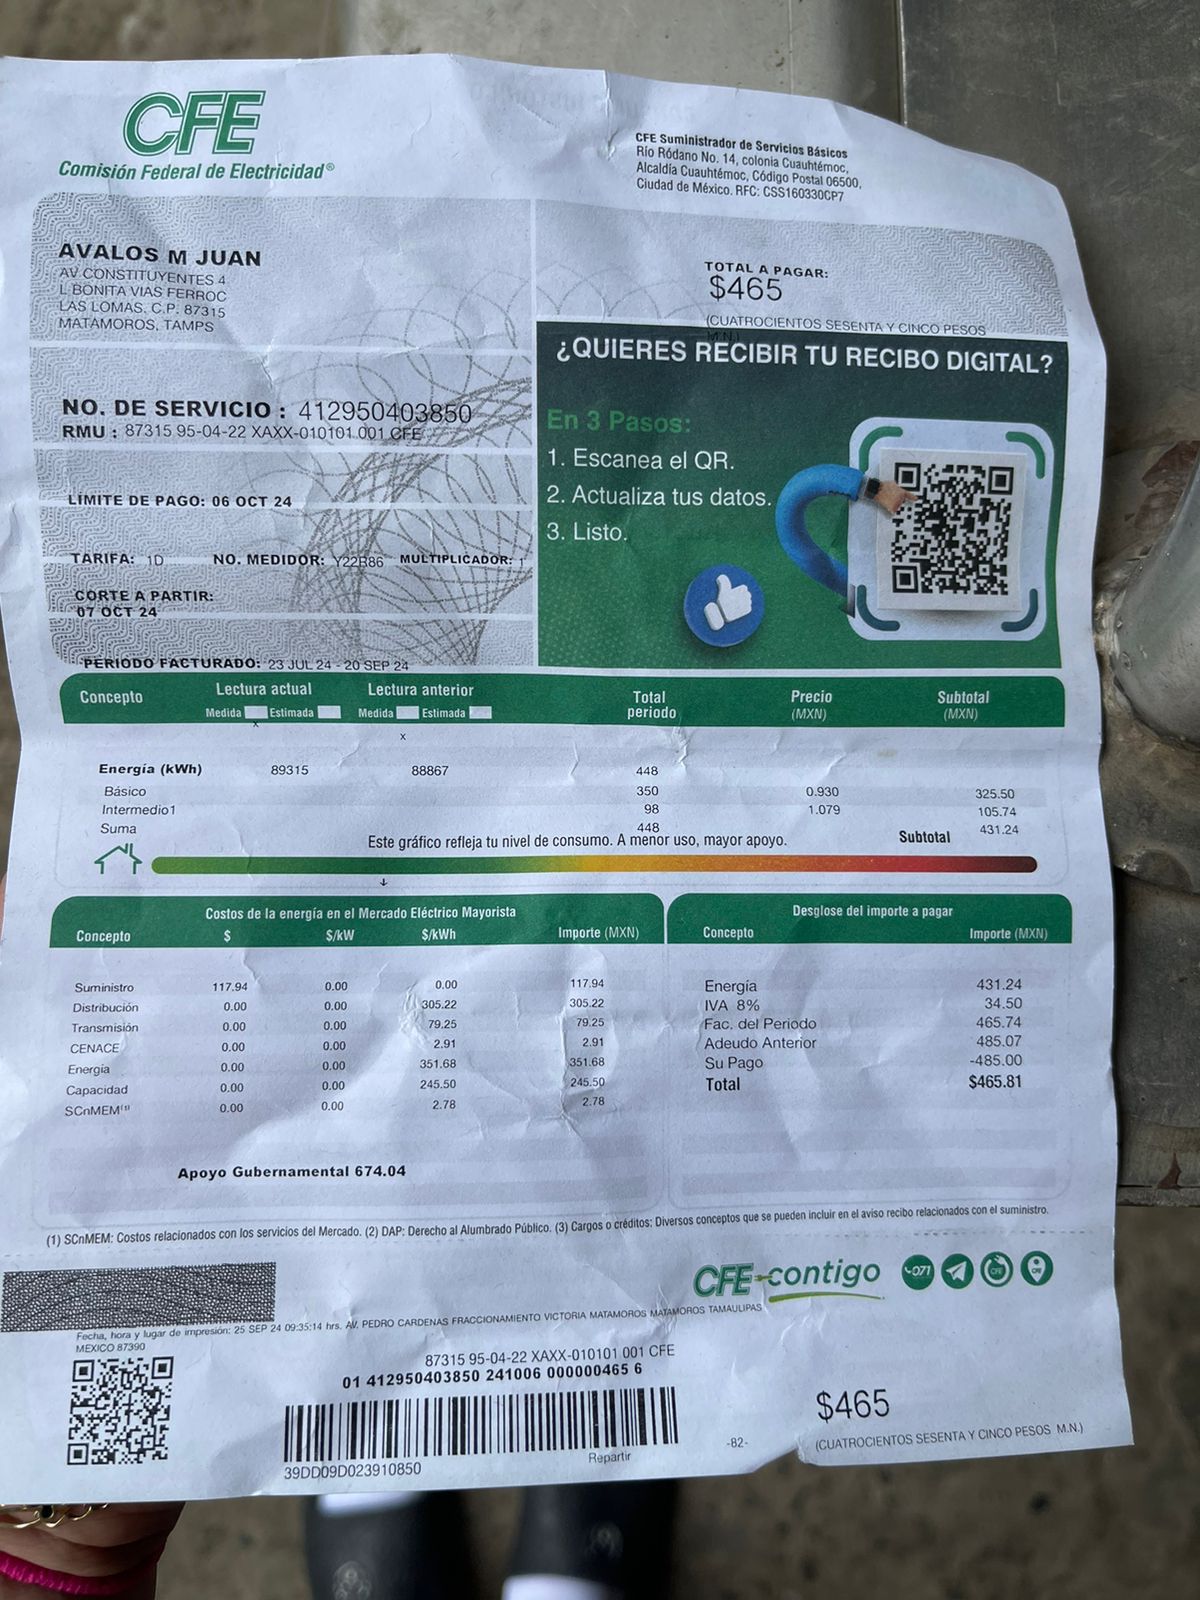 CFE
Comisión Federal de Electricidad®
CFE Suministrador de Servicios Básicos
Río Ródano No. 14, colonia Cuauhtémoc,
Alcaldía Cuauhtémoc, Código Postal 06500,
Ciudad de México. RFC: CSS160330CP7
AVALOS M JUAN
AV CONSTITUYENTES 4
L BONITA VIAS FERROC
LAS LOMAS. C.P. 87315
MATAMOROS, TAMPS
TOTAL A PAGAR:
$465
(CUATROCIENTOS SESENTA Y CINCO PESOS
M.N.)
NO. DE SERVICIO : 412950403850
RMU : 87315 95-04-22 XAXX-010101 001 CFE
LÍMITE DE PAGO: 06 OCT 24
TARIFA: 1D NO. MEDIDOR: Y22R86 MULTIPLICADOR: 1
CORTE A PARTIR:
07 OCT 24
PERIODO FACTURADO: 23 JUL 24 - 20 SEP 24
¿QUIERES RECIBIR TU RECIBO DIGITAL?
En 3 Pasos:
1. Escanea el QR.
2. Actualiza tus datos.
3. Listo.
Concepto Lectura actual Lectura anterior Total periodo Precio (MXN) Subtotal (MXN)
Medida Estimada Medida Estimada
x
x
Energía (kWh) 89315 88867 448
Básico 350 0.930 325.50
Intermedio1 98 1.079 105.74
Suma 448 Subtotal 431.24
Este gráfico refleja tu nivel de consumo. A menor uso, mayor apoyo.
Costos de la energía en el Mercado Eléctrico Mayorista
Concepto $ $/kW $/kWh Importe (MXN)
Suministro 117.94 0.00 0.00 117.94
Distribución 0.00 0.00 305.22 305.22
Transmisión 0.00 0.00 79.25 79.25
CENACE 0.00 0.00 2.91 2.91
Energía 0.00 0.00 351.68 351.68
Capacidad 0.00 0.00 245.50 245.50
SCnMEM(1) 0.00 0.00 2.78 2.78
Apoyo Gubernamental 674.04
Desglose del importe a pagar
Concepto Importe (MXN)
Energía 431.24
IVA 8% 34.50
Fac. del Periodo 465.74
Adeudo Anterior 485.07
Su Pago -485.00
Total $465.81
(1) SCnMEM: Costos relacionados con los servicios del Mercado. (2) DAP: Derecho al Alumbrado Público. (3) Cargos o créditos: Diversos conceptos que se pueden incluir en el aviso recibo relacionados con el suministro.
CFE contigo
071
CFE
CFE
Fecha, hora y lugar de impresión: 25 SEP 24 09:35:14 hrs. AV. PEDRO CARDENAS FRACCIONAMIENTO VICTORIA MATAMOROS MATAMOROS TAMAULIPAS
MEXICO 87390
87315 95-04-22 XAXX-010101 001 CFE
01 412950403850 241006 000000465 6
39DD09D023910850
Repartir
-82-
$465
(CUATROCIENTOS SESENTA Y CINCO PESOS M.N.)